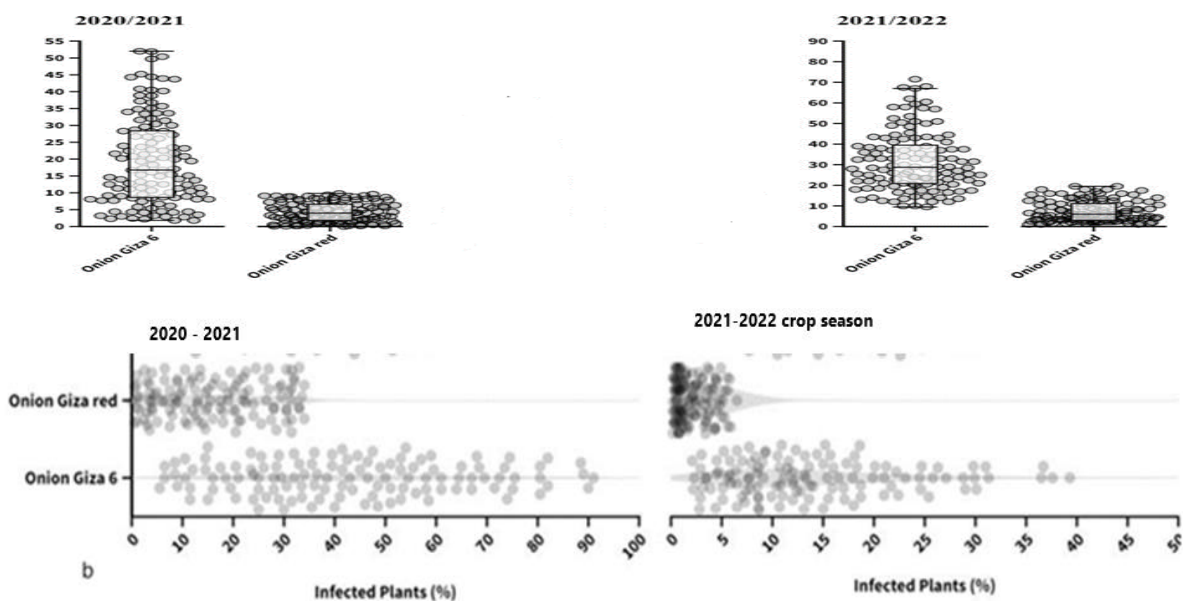 2020/2021
55
50
45
40
35
30
25
20
15
10
5
0
Onion Giza 6
Onion Giza red
2021/2022
90
80
70
60
50
40
30
20
10
0
Onion Giza 6
Onion Giza red
2020 - 2021
Onion Giza red
Onion Giza 6
0 10 20 30 40 50 60 70 80 90 100
Infected Plants (%)
b
2021-2022 crop season
0 5 10 15 20 25 30 35 40 45 50
Infected Plants (%)